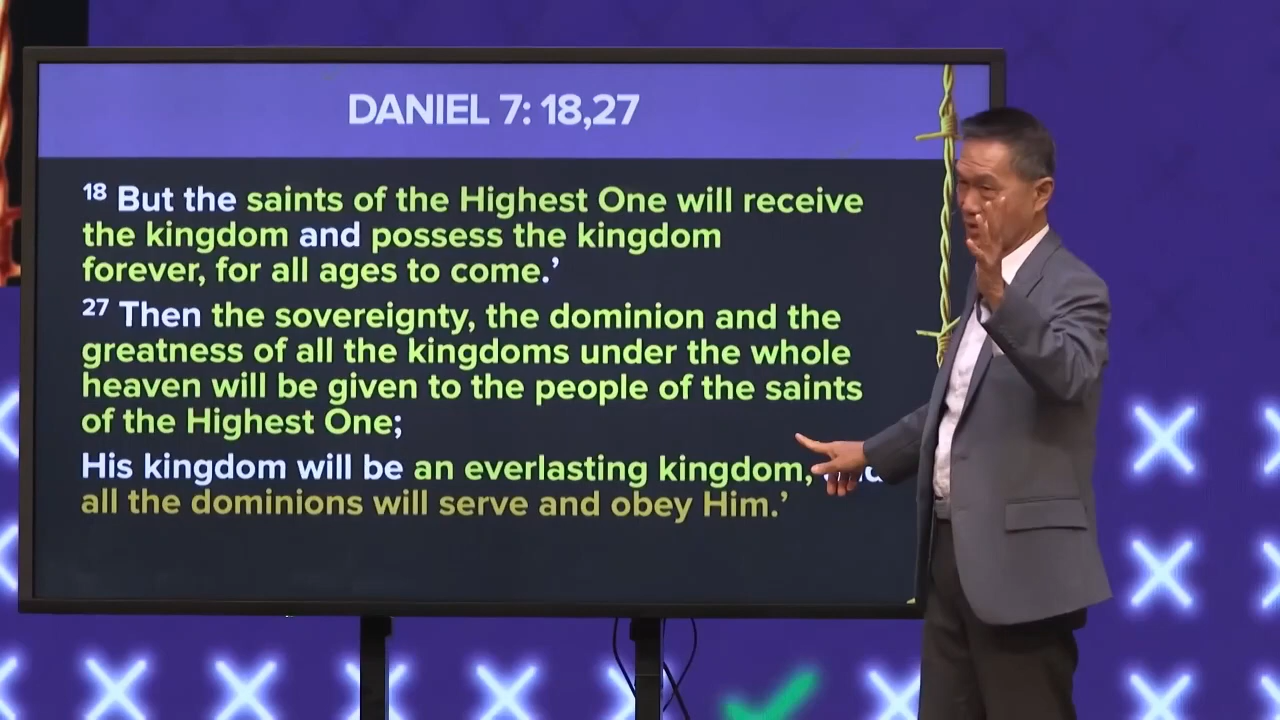 DANIEL 7: 18,27
18 But the saints of the Highest One will receive
the kingdom and possess the kingdom
forever, for all ages to come.’
27 Then the sovereignty, the dominion and the
greatness of all the kingdoms under the whole
heaven will be given to the people of the saints
of the Highest One;
His kingdom will be an everlasting kingdom,
all the dominions will serve and obey Him.’